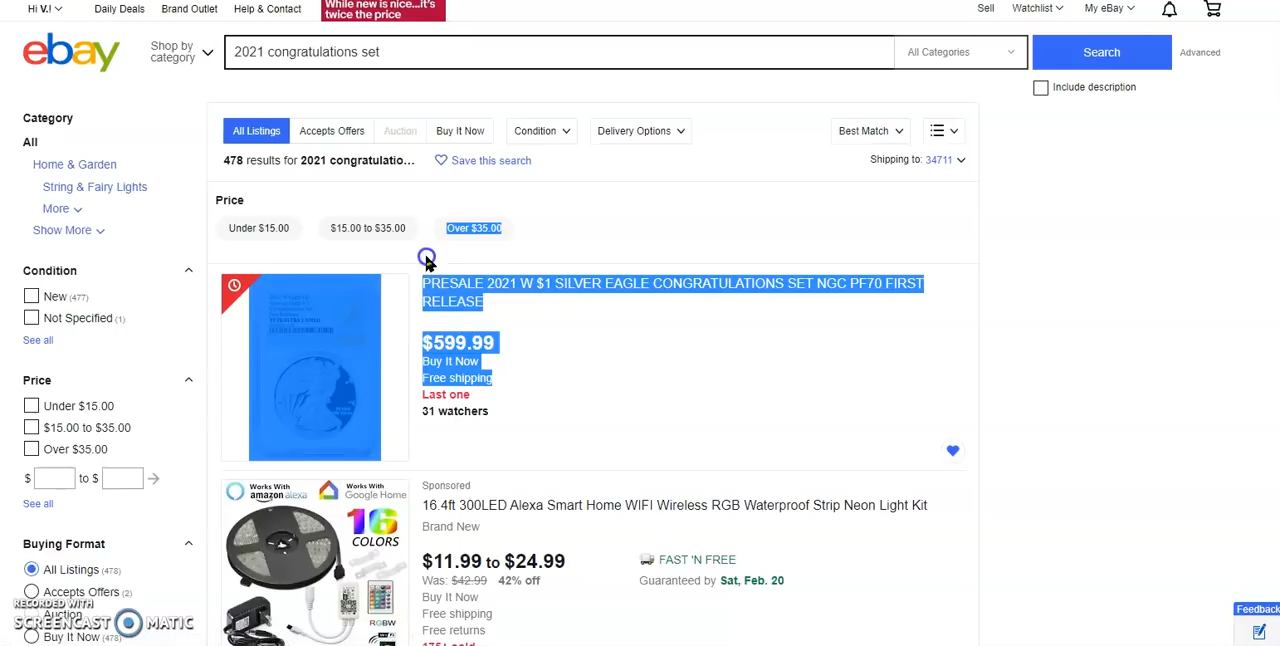 Hi V.!
Daily Deals
Brand Outlet
Help & Contact
While new is nice...it's
twice the price
Sell
Watchlist
My eBay
ebay
Shop by
category
2021 congratulations set
All Categories
Search
Advanced
Include description
Category
All
Home & Garden
String & Fairy Lights
More
Show More
Condition
New (477)
Not Specified (1)
See all
Price
Under $15.00
$15.00 to $35.00
Over $35.00
$ to $
See all
Buying Format
All Listings (478)
Accepts Offers (2)
Auction
Buy It Now (478)
RECORDED WITH
SCREENCAST MATIC
All Listings
Accepts Offers
Auction
Buy It Now
Condition
Delivery Options
Best Match
478 results for 2021 congratulatio...
Save this search
Shipping to: 34711
Price
Under $15.00
$15.00 to $35.00
Over $35.00
PRESALE 2021 W $1 SILVER EAGLE CONGRATULATIONS SET NGC PF70 FIRST
RELEASE
$599.99
Buy It Now
Free shipping
Last one
31 watchers
Works With
amazon alexa
Works With
Google Home
16
COLORS
RGBW
Sponsored
16.4ft 300LED Alexa Smart Home WIFI Wireless RGB Waterproof Strip Neon Light Kit
Brand New
$11.99 to $24.99
Was: $42.99 42% off
Buy It Now
Free shipping
Free returns
175+ sold
FAST 'N FREE
Guaranteed by Sat, Feb. 20
Feedback